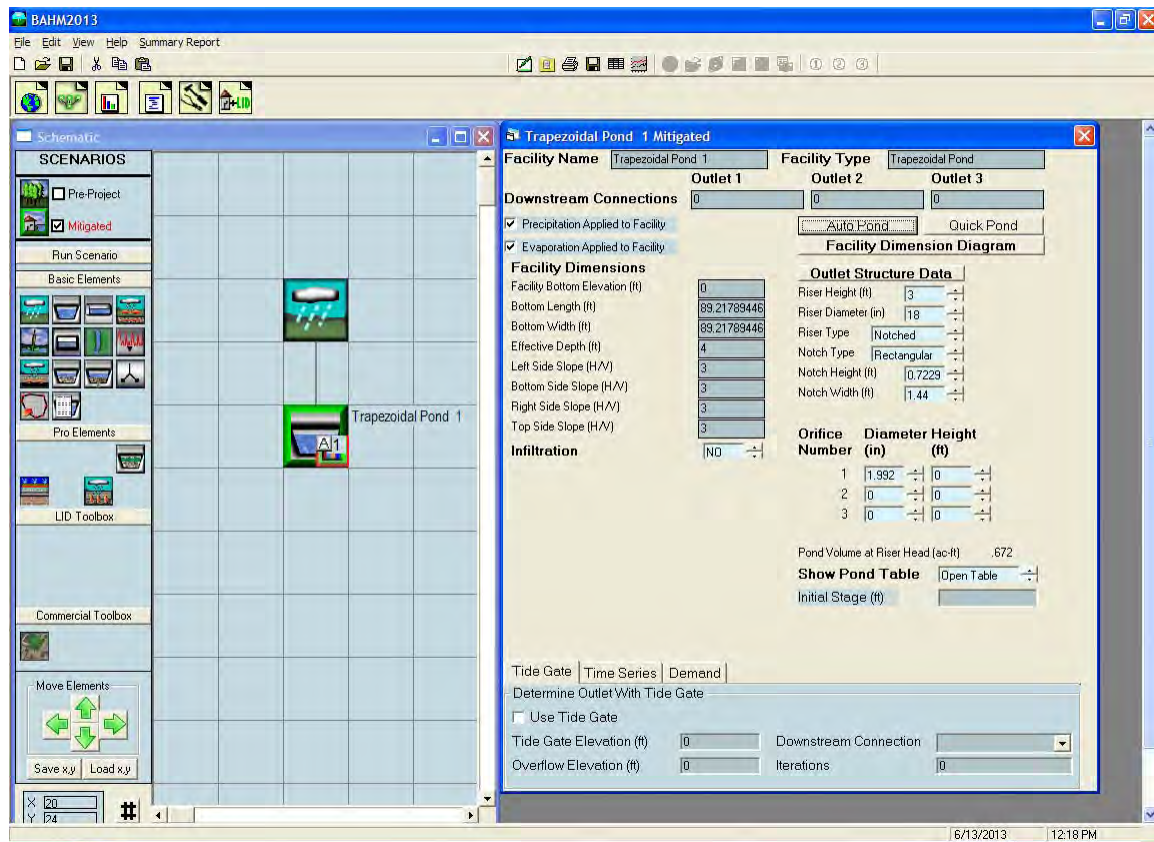 BAHM2013
File Edit View Help Summary Report
Schematic
SCENARIOS
Pre-Project
Mitigated
Run Scenario
Basic Elements
Pro Elements
LID Toolbox
Commercial Toolbox
Move Elements
Save x,y Load x,y
X 20
Y 24
#
Trapezoidal Pond 1
A 1
Trapezoidal Pond 1 Mitigated
Facility Name Trapezoidal Pond 1 Facility Type Trapezoidal Pond
Outlet 1 Outlet 2 Outlet 3
Downstream Connections 0 0 0
Precipitation Applied to Facility Auto Pond Quick Pond
Evaporation Applied to Facility Facility Dimension Diagram
Facility Dimensions
Facility Bottom Elevation (ft) 0
Bottom Length (ft) 89.21789446
Bottom Width (ft) 89.21789446
Effective Depth (ft) 4
Left Side Slope (H/V) 3
Bottom Side Slope (H/V) 3
Right Side Slope (H/V) 3
Top Side Slope (H/V) 3
Infiltration NO
Outlet Structure Data
Riser Height (ft) 3
Riser Diameter (in) 18
Riser Type Notched
Notch Type Rectangular
Notch Height (ft) 0.7229
Notch Width (ft) 1.44
Orifice Diameter Height
Number (in) (ft)
1 1.992 0
2 0 0
3 0 0
Pond Volume at Riser Head (ac-ft) .672
Show Pond Table Open Table
Initial Stage (ft)
Tide Gate Time Series Demand
Determine Outlet With Tide Gate
Use Tide Gate
Tide Gate Elevation (ft) 0 Downstream Connection
Overflow Elevation (ft) 0 Iterations 0
6/13/2013 12:18 PM